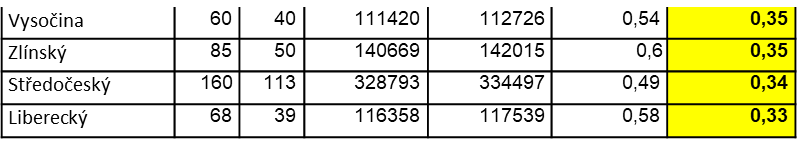 Vysočina 60 40 111420 112726 0,54 0,35
Zlínský 85 50 140669 142015 0,6 0,35
Středočeský 160 113 328793 334497 0,49 0,34
Liberecký 68 39 116358 117539 0,58 0,33